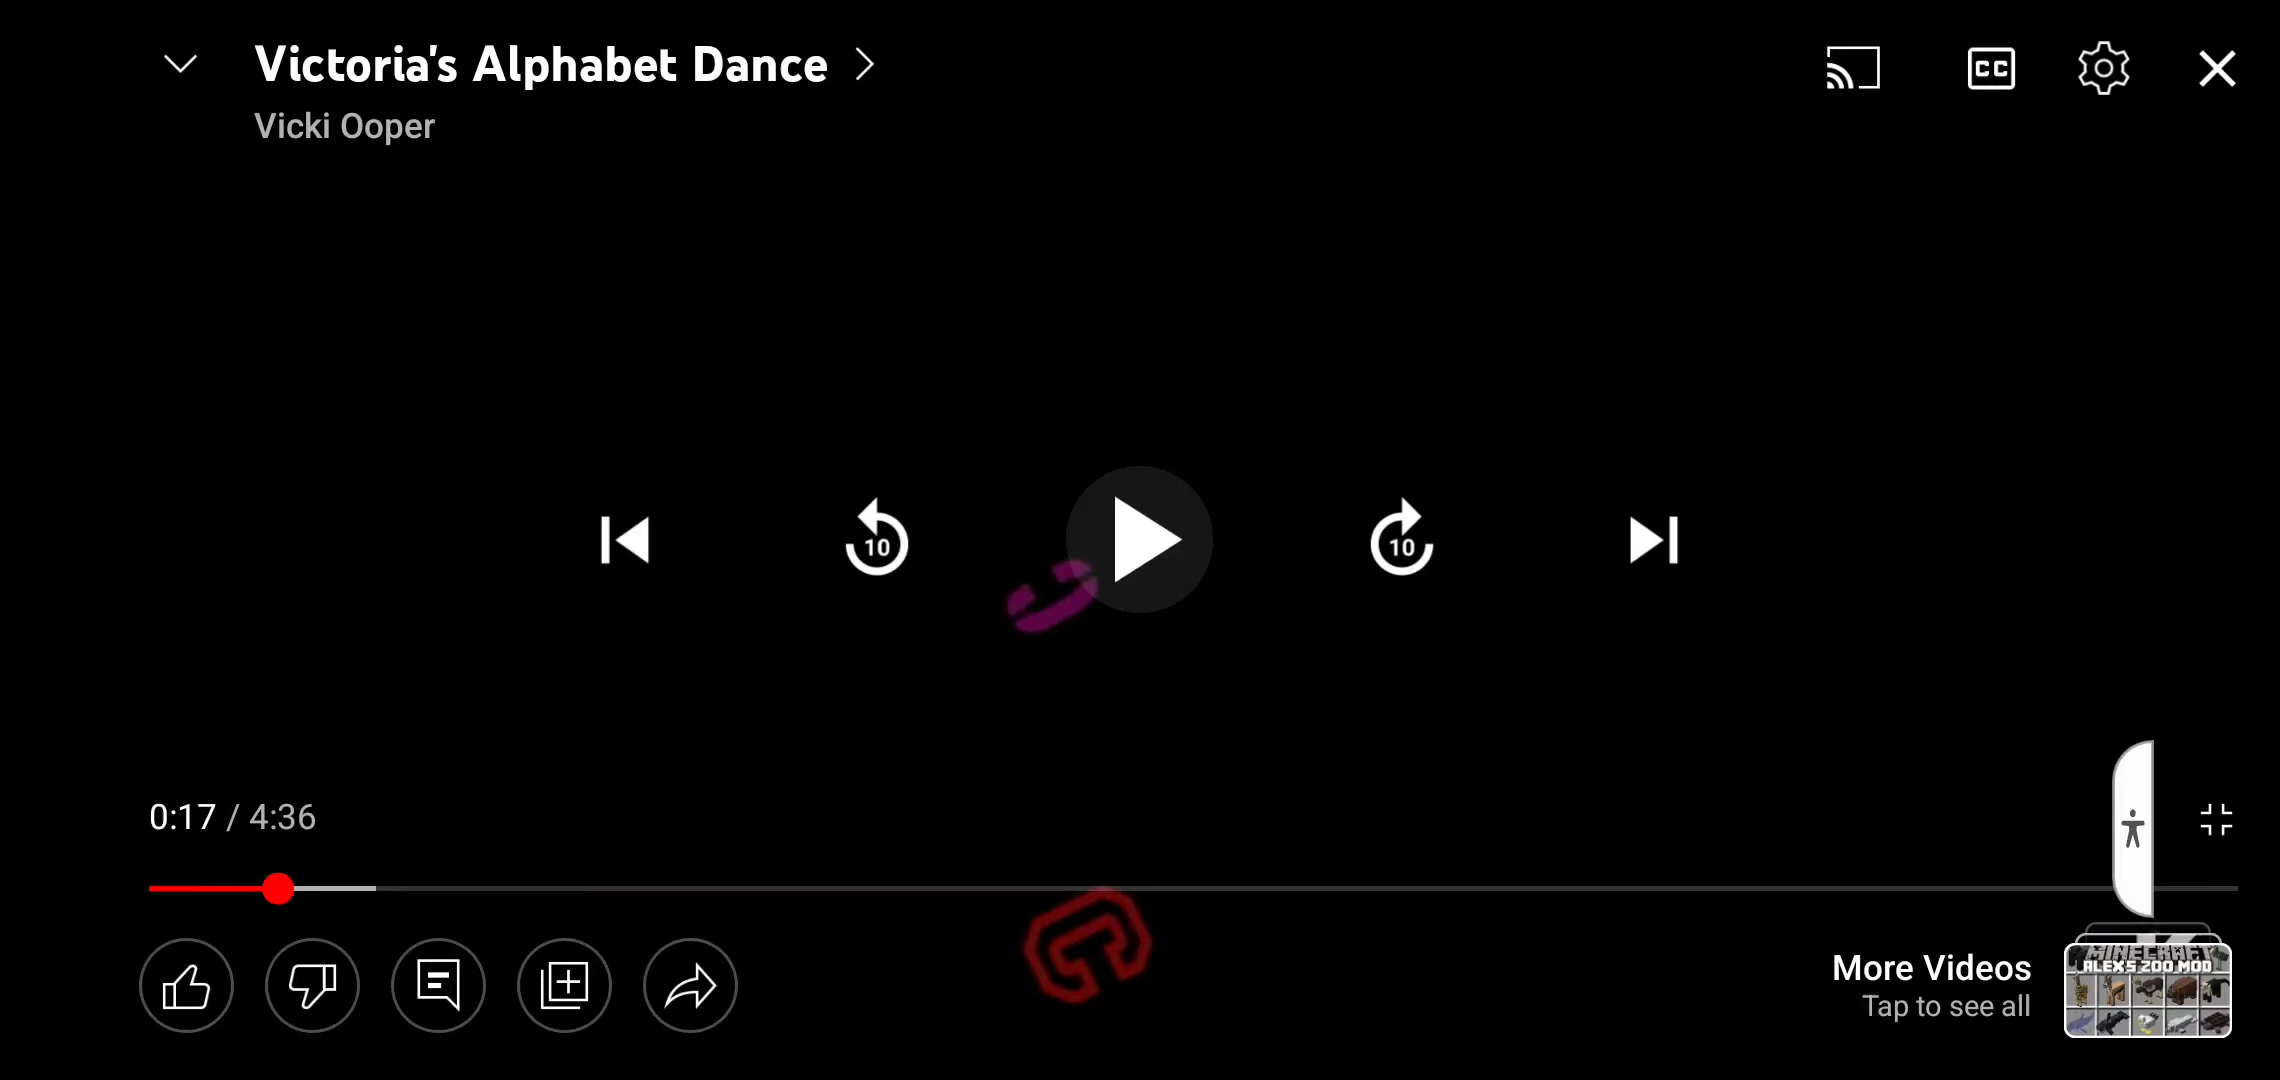 Victoria's Alphabet Dance
Vicki Ooper
CC
10
10
0:17 / 4:36
More Videos
Tap to see all
MINECRAFT
ALEX'S ZOO MOD